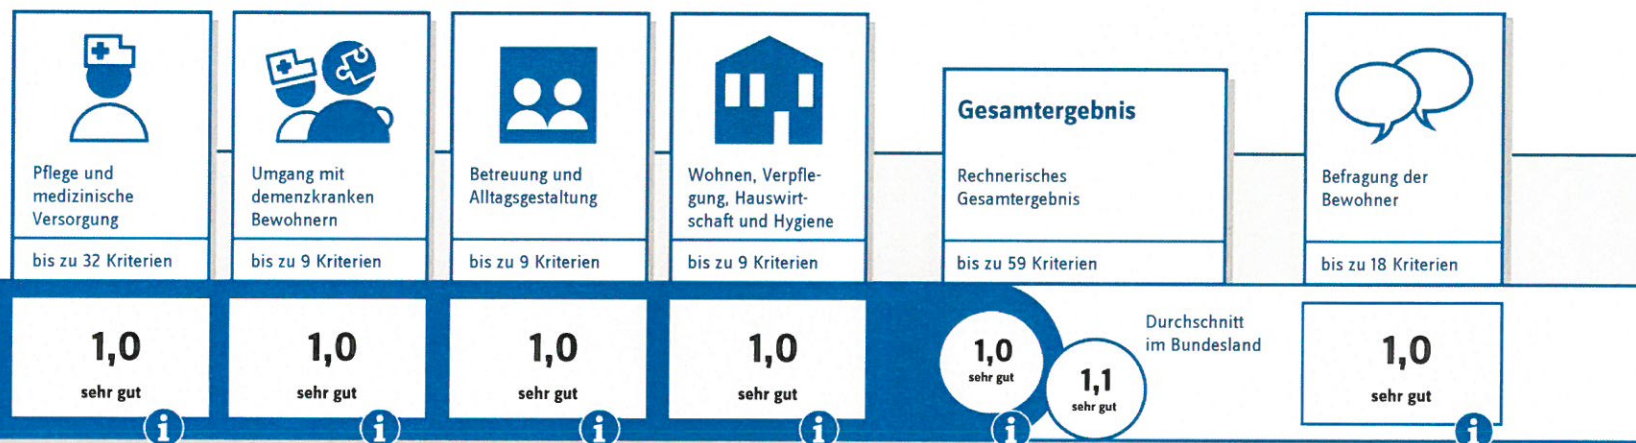 Pflege und
medizinische
Versorgung
bis zu 32 Kriterien
1,0
sehr gut
i
Umgang mit
demenzkranken
Bewohnern
bis zu 9 Kriterien
1,0
sehr gut
i
Betreuung und
Alltagsgestaltung
bis zu 9 Kriterien
1,0
sehr gut
i
Wohnen, Verpfle-
gung, Hauswirt-
schaft und Hygiene
bis zu 9 Kriterien
1,0
sehr gut
i
Gesamtergebnis
Rechnerisches
Gesamtergebnis
bis zu 59 Kriterien
1,0
sehr gut
i
1,1
sehr gut
Durchschnitt
im Bundesland
Befragung der
Bewohner
bis zu 18 Kriterien
1,0
sehr gut
i